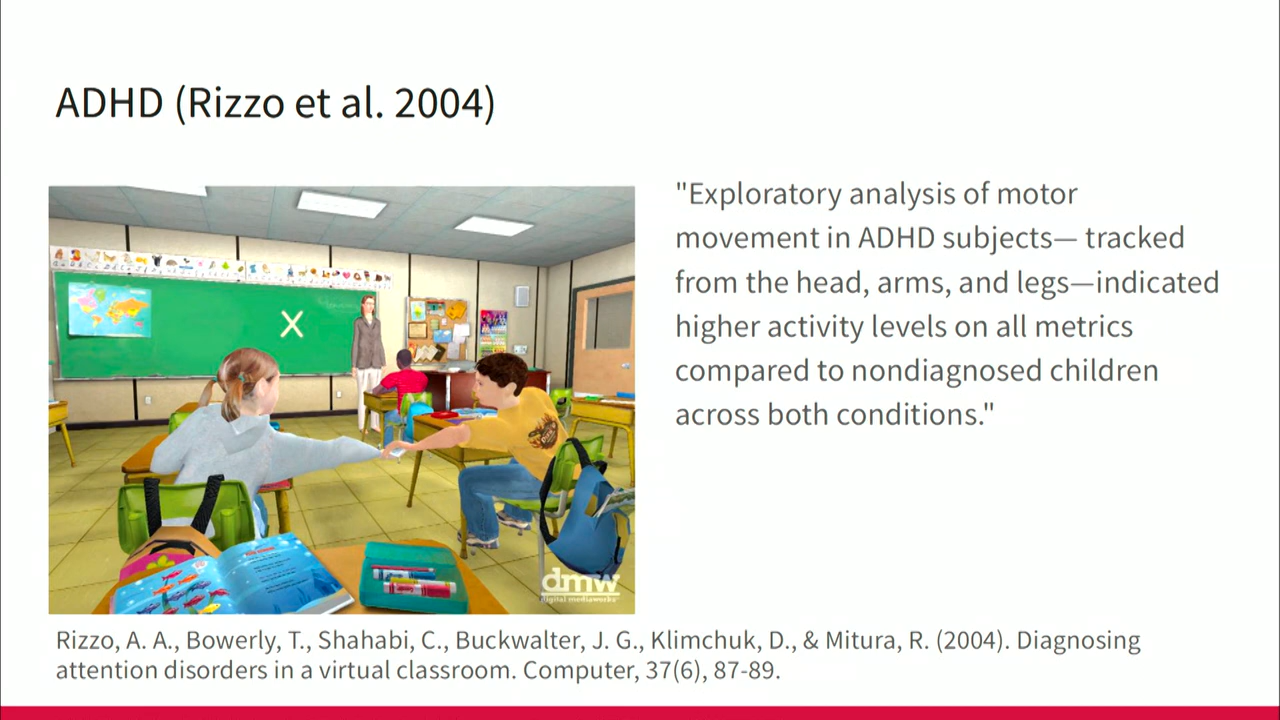 ADHD (Rizzo et al. 2004)
"Exploratory analysis of motor
movement in ADHD subjects— tracked
from the head, arms, and legs—indicated
higher activity levels on all metrics
compared to nondiagnosed children
across both conditions."
X
dmw
digital mediaworks
Rizzo, A. A., Bowerly, T., Shahabi, C., Buckwalter, J. G., Klimchuk, D., & Mitura, R. (2004). Diagnosing
attention disorders in a virtual classroom. Computer, 37(6), 87-89.